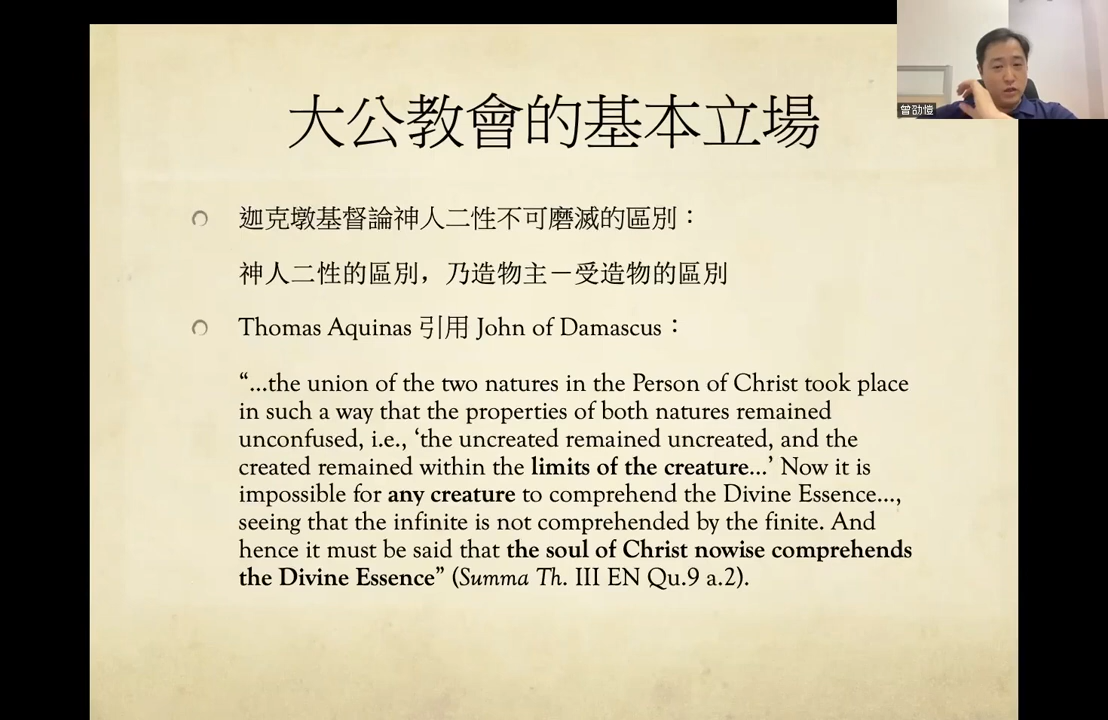 大公教會的基本立場
曾劭愷
迦克墩基督論神人二性不可磨滅的區別：
神人二性的區別，乃造物主－受造物的區別
Thomas Aquinas 引用 John of Damascus：
“…the union of the two natures in the Person of Christ took place
in such a way that the properties of both natures remained
unconfused, i.e., ‘the uncreated remained uncreated, and the
created remained within the limits of the creature…’ Now it is
impossible for any creature to comprehend the Divine Essence…,
seeing that the infinite is not comprehended by the finite. And
hence it must be said that the soul of Christ nowise comprehends
the Divine Essence” (Summa Th. III EN Qu.9 a.2).